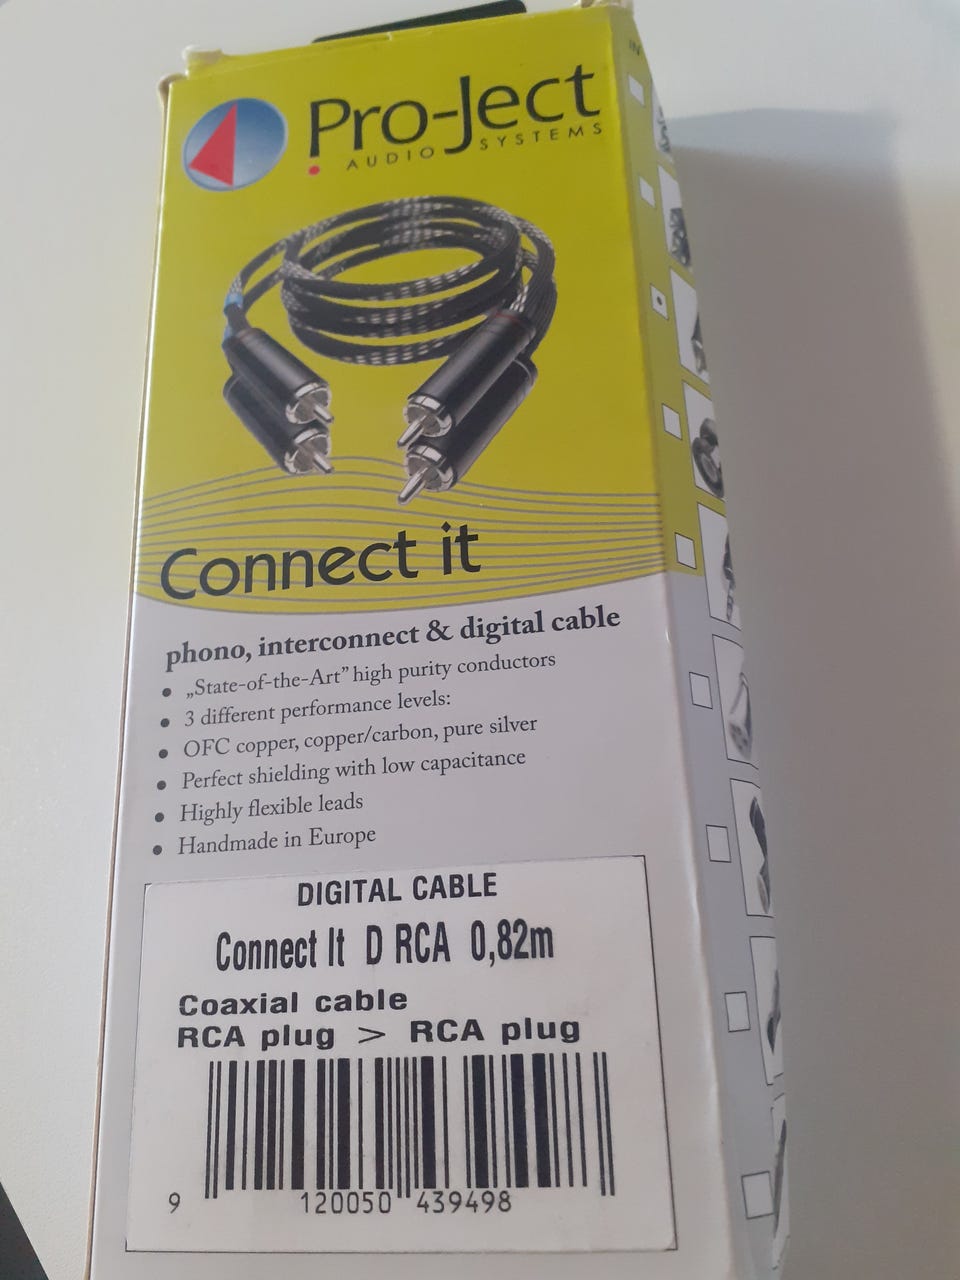 Pro-Ject
AUDIO SYSTEMS
IN
Connect it
phono, interconnect & digital cable
• „State-of-the-Art” high purity conductors
• 3 different performance levels:
• OFC copper, copper/carbon, pure silver
• Perfect shielding with low capacitance
• Highly flexible leads
• Handmade in Europe
DIGITAL CABLE
Connect It D RCA 0,82m
Coaxial cable
RCA plug > RCA plug
9 120050 439498